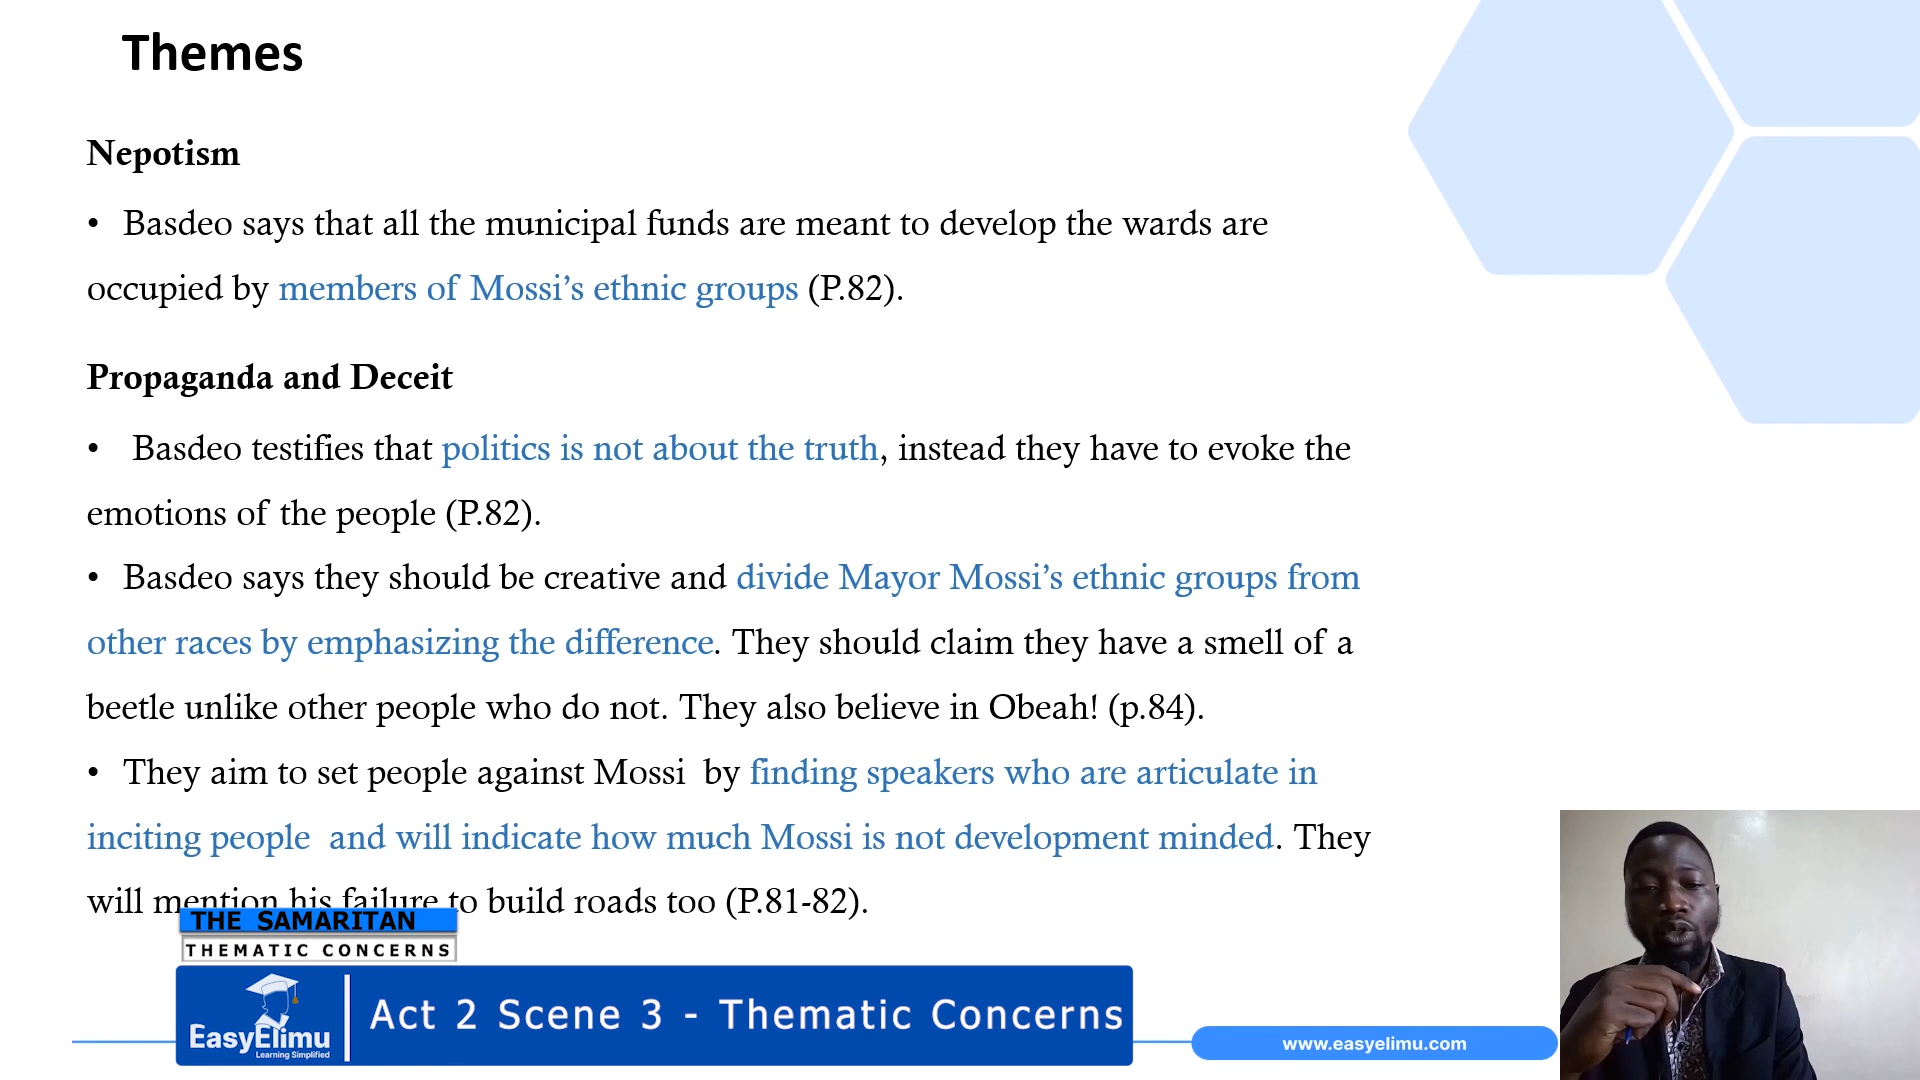 Themes
Nepotism
• Basdeo says that all the municipal funds are meant to develop the wards are
occupied by members of Mossi’s ethnic groups (P.82).
Propaganda and Deceit
• Basdeo testifies that politics is not about the truth, instead they have to evoke the
emotions of the people (P.82).
• Basdeo says they should be creative and divide Mayor Mossi’s ethnic groups from
other races by emphasizing the difference. They should claim they have a smell of a
beetle unlike other people who do not. They also believe in Obeah! (p.84).
• They aim to set people against Mossi by finding speakers who are articulate in
inciting people and will indicate how much Mossi is not development minded. They
will mention his failure to build roads too (P.81-82).
THE SAMARITAN
THEMATIC CONCERNS
EasyElimu
Learning Simplified
Act 2 Scene 3 - Thematic Concerns
www.easyelimu.com